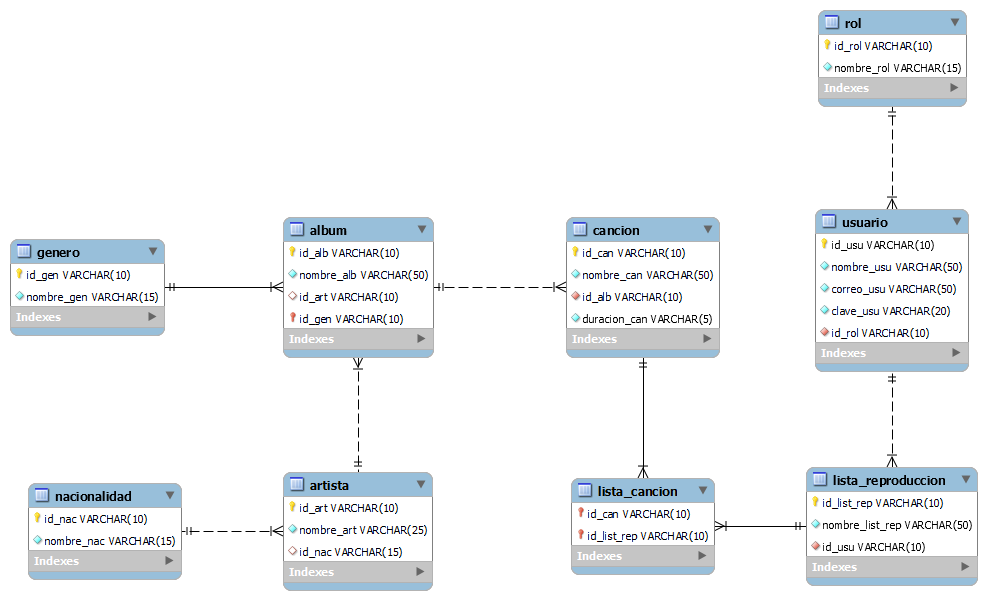 rol
id_rol VARCHAR(10)
nombre_rol VARCHAR(15)
Indexes
genero
id_gen VARCHAR(10)
nombre_gen VARCHAR(15)
Indexes
album
id_alb VARCHAR(10)
nombre_alb VARCHAR(50)
id_art VARCHAR(10)
id_gen VARCHAR(10)
Indexes
cancion
id_can VARCHAR(10)
nombre_can VARCHAR(50)
id_alb VARCHAR(10)
duracion_can VARCHAR(5)
Indexes
usuario
id_usu VARCHAR(10)
nombre_usu VARCHAR(50)
correo_usu VARCHAR(50)
clave_usu VARCHAR(20)
id_rol VARCHAR(10)
Indexes
nacionalidad
id_nac VARCHAR(10)
nombre_nac VARCHAR(15)
Indexes
artista
id_art VARCHAR(10)
nombre_art VARCHAR(25)
id_nac VARCHAR(15)
Indexes
lista_cancion
id_can VARCHAR(10)
id_list_rep VARCHAR(10)
Indexes
lista_reproduccion
id_list_rep VARCHAR(10)
nombre_list_rep VARCHAR(50)
id_usu VARCHAR(10)
Indexes